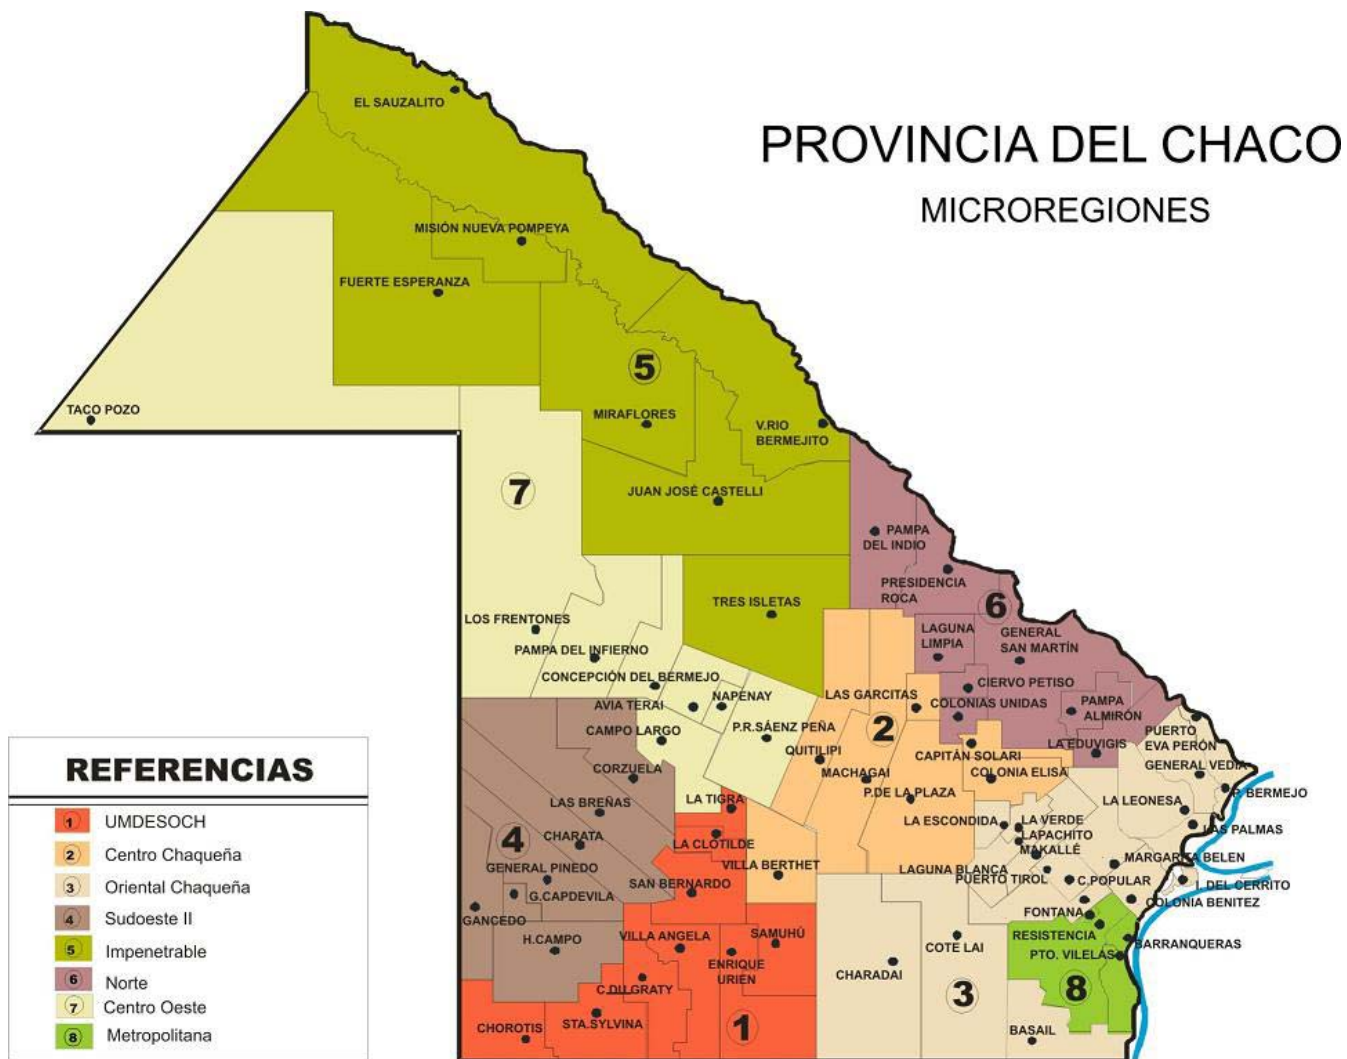 PROVINCIA DEL CHACO
MICROREGIONES
EL SAUZALITO
MISIÓN NUEVA POMPEYA
FUERTE ESPERANZA
5
TACO POZO
MIRAFLORES
V.RIO
BERMEJITO
7
JUAN JOSÉ CASTELLI
PAMPA
DEL INDIO
PRESIDENCIA
ROCA
6
TRES ISLETAS
LOS FRENTONES
PAMPA DEL INFIERNO
LAGUNA
LIMPIA
GENERAL
SAN MARTÍN
CONCEPCIÓN DEL BERMEJO
CIERVO PETISO
AVIA TERAI
NAPENAY
LAS GARCITAS
COLONIAS UNIDAS
PAMPA
ALMIRÓN
CAMPO LARGO
P.R.SÁENZ PEÑA
2
QUITILIPI
CAPITÁN SOLARI
LA EDUVIGIS
PUERTO
EVA PERÓN
CORZUELA
MACHAGAI
COLONIA ELISA
GENERAL VEDIA
P. BERMEJO
P.DE LA PLAZA
LAS BREÑAS
LA TIGRA
LA LEONESA
LAS PALMAS
4
CHARATA
LA CLOTILDE
LA ESCONDIDA
LA VERDE
LAPACHITO
MAKALLÉ
GENERAL PINEDO
VILLA BERTHET
LAGUNA BLANCA
PUERTO TIROL
MARGARITA BELEN
C.POPULAR
I. DEL CERRITO
G.CAPDEVILA
SAN BERNARDO
COLONIA BENITEZ
GANCEDO
FONTANA
H.CAMPO
VILLA ANGELA
SAMUHÚ
COTE LAI
RESISTENCIA
BARRANQUERAS
ENRIQUE
URIEN
PTO. VILELAS
CHARADAI
C.DU.GRATY
3
8
CHOROTIS
STA.SYLVINA
1
BASAIL
REFERENCIAS
1 UMDESOCH
2 Centro Chaqueña
3 Oriental Chaqueña
4 Sudoeste II
5 Impenetrable
6 Norte
7 Centro Oeste
8 Metropolitana